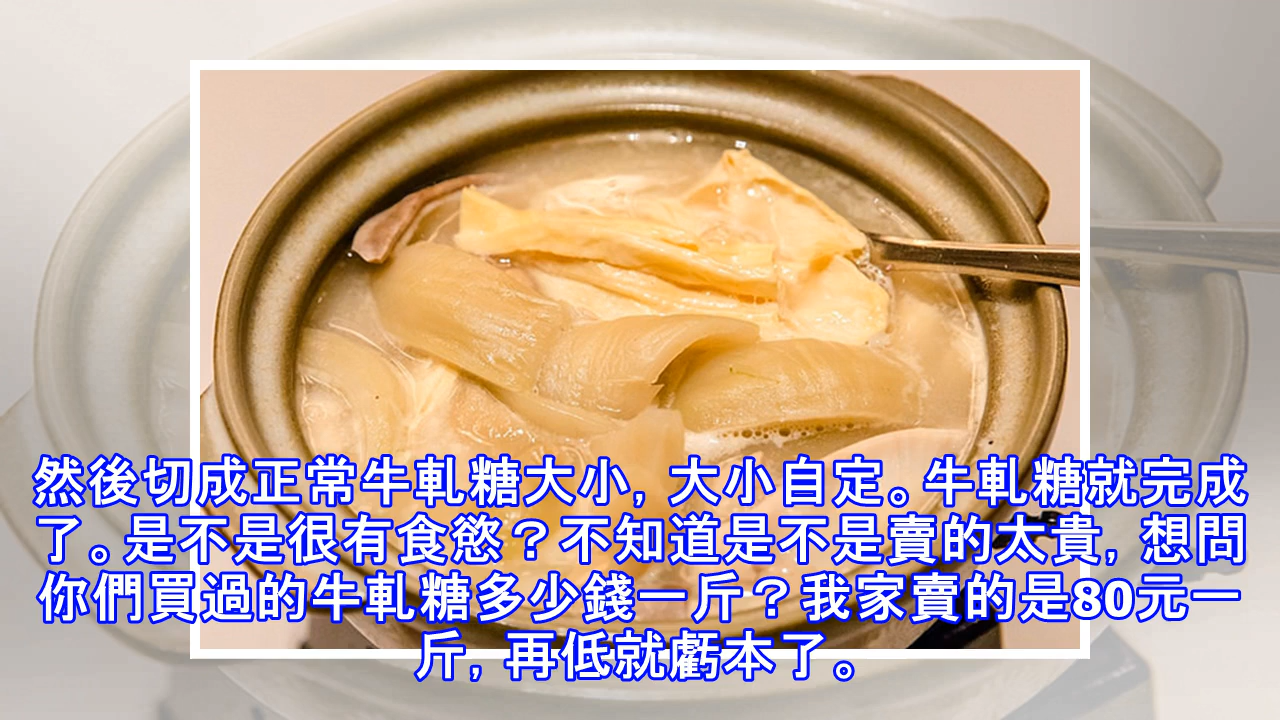 然後切成正常牛軋糖大小, 大小自定。牛軋糖就完成
了。是不是很有食慾？不知道是不是賣的太貴, 想問
你們買過的牛軋糖多少錢一斤？我家賣的是80元一
斤, 再低就虧本了。